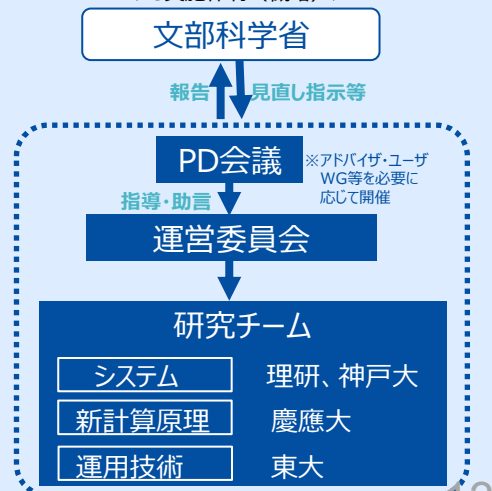 文部科学省
報告 見直し指示等
PD会議 ※アドバイザ・ユーザ
WG等を必要に
応じて開催
指導・助言
運営委員会
研究チーム
システム 理研、神戸大
新計算原理 慶應大
運用技術 東大